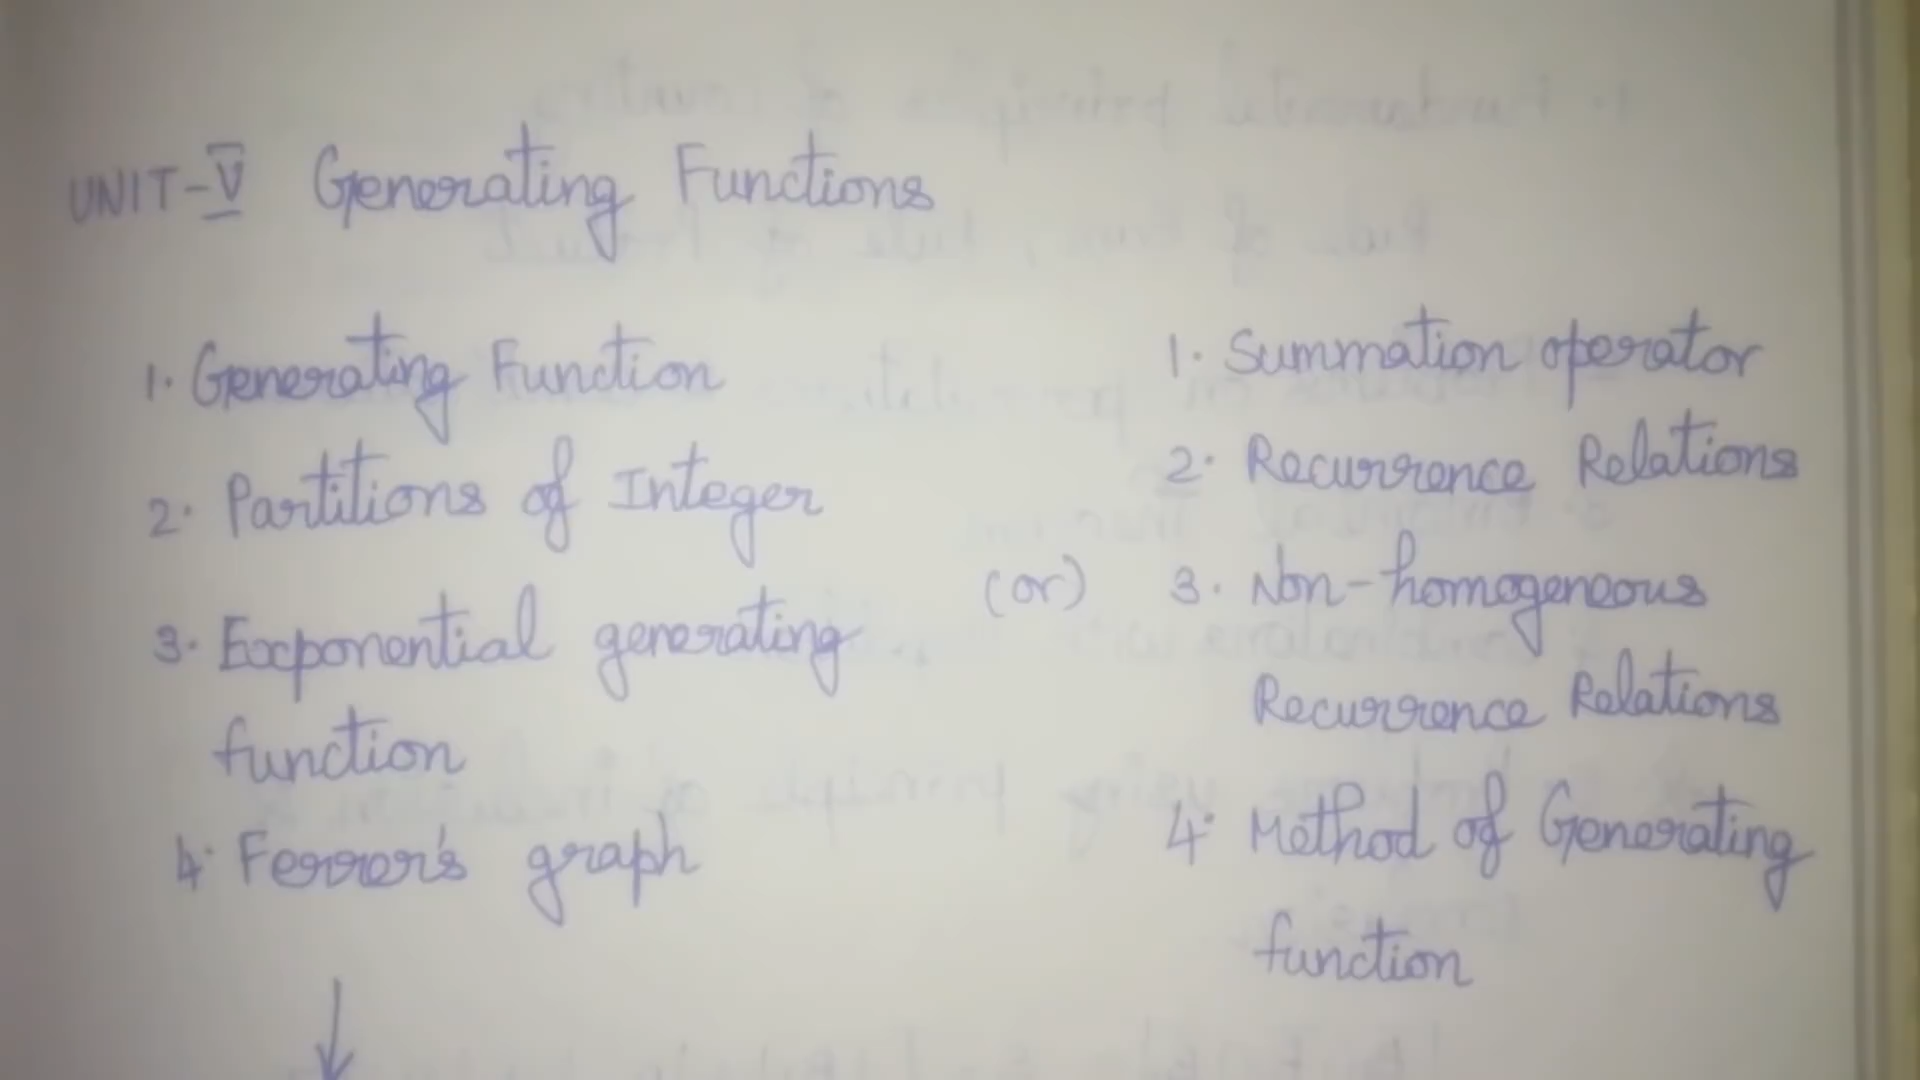 UNIT-V Generating Functions
1. Generating Function
2. Partitions of Integer
3. Exponential generating
function
4. Ferrer's graph
(or)
1. Summation operator
2. Recurrence Relations
3. Non-homogeneous
Recurrence Relations
4. Method of Generating
function